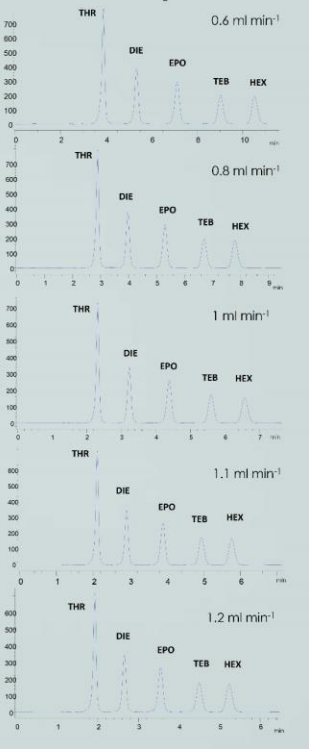 THR
0.6 ml min-1
700
600
DIE
500
400
EPO
300
TEB
HEX
200
100
0
0 2 4 6 8 10 min
THR
0.8 ml min-1
700
600
DIE
500
EPO
400
TEB
HEX
300
200
100
0
0 1 2 3 4 5 6 7 8 9 min
THR
1 ml min-1
700
600
500
DIE
400
EPO
TEB
HEX
300
200
100
0
0 1 2 3 4 5 6 7 min
THR
1.1 ml min-1
600
500
DIE
400
EPO
TEB
HEX
300
200
100
0
0 1 2 3 4 5 6 min
THR
1.2 ml min-1
700
600
500
DIE
400
EPO
TEB
HEX
300
200
100
0
0 1 2 3 4 5 6 min